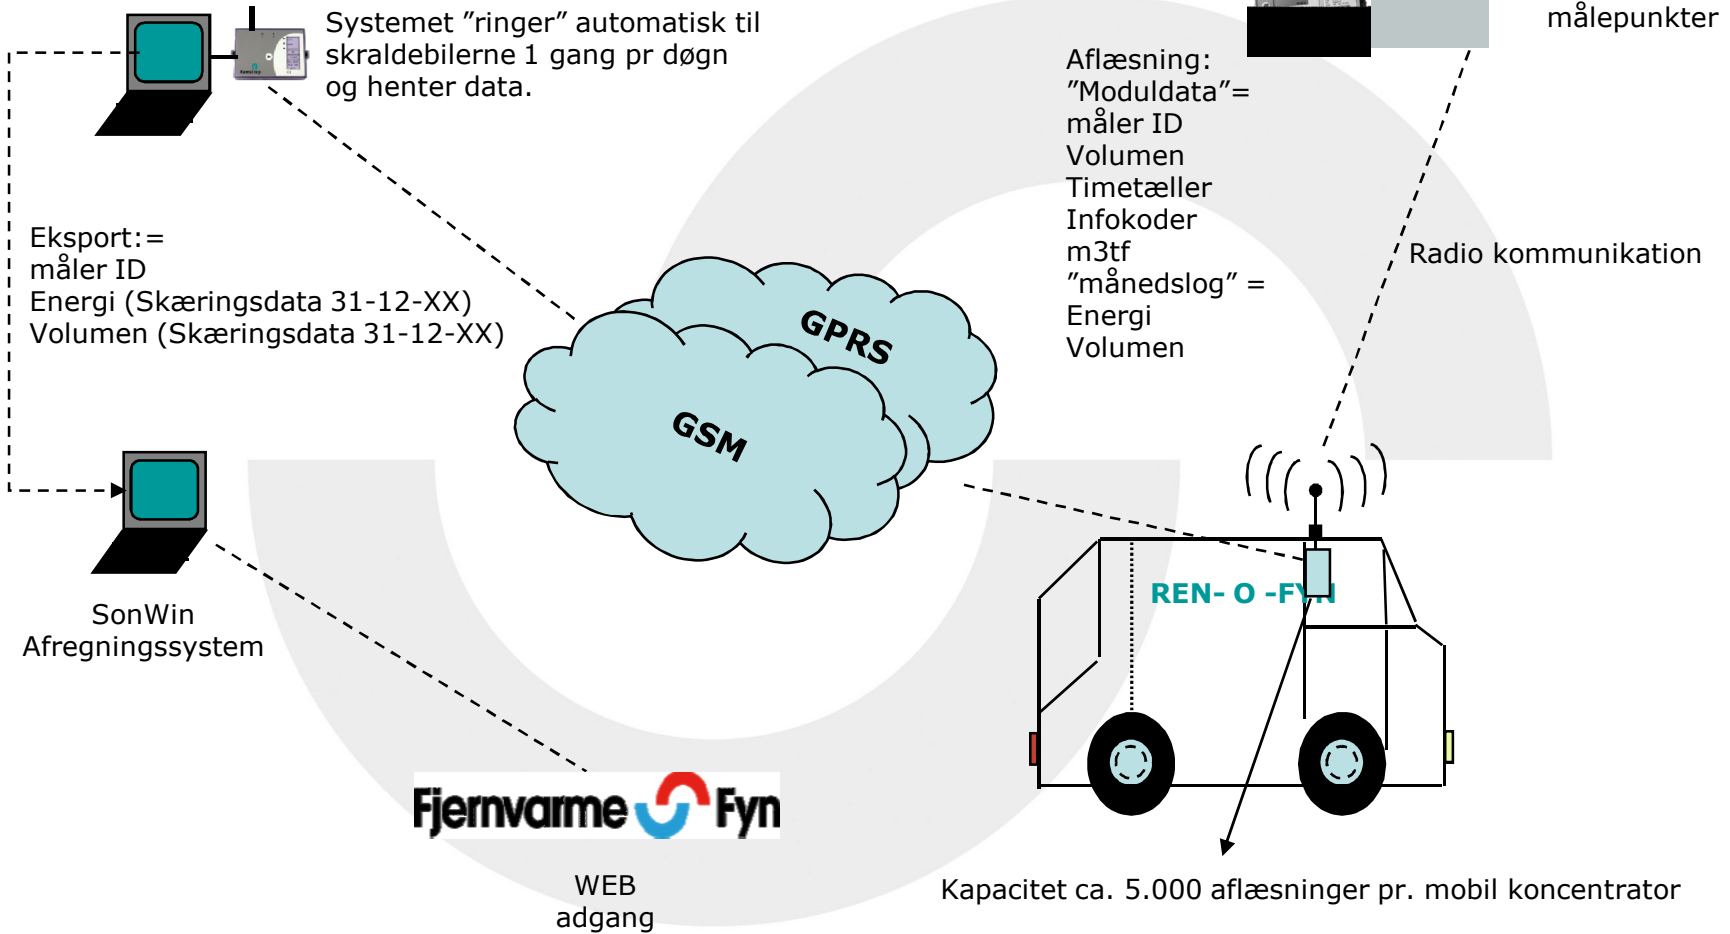 Systemet ”ringer” automatisk til
skraldebilerne 1 gang pr døgn
og henter data.
målepunkter
Aflæsning:
”Moduldata”=
måler ID
Volumen
Timetæller
Infokoder
m3tf
”månedslog” =
Energi
Volumen
Radio kommunikation
Eksport:=
måler ID
Energi (Skæringsdata 31-12-XX)
Volumen (Skæringsdata 31-12-XX)
GPRS
GSM
REN- O -FYN
SonWin
Afregningssystem
Fjernvarme Fyn
WEB
adgang
Kapacitet ca. 5.000 aflæsninger pr. mobil koncentrator